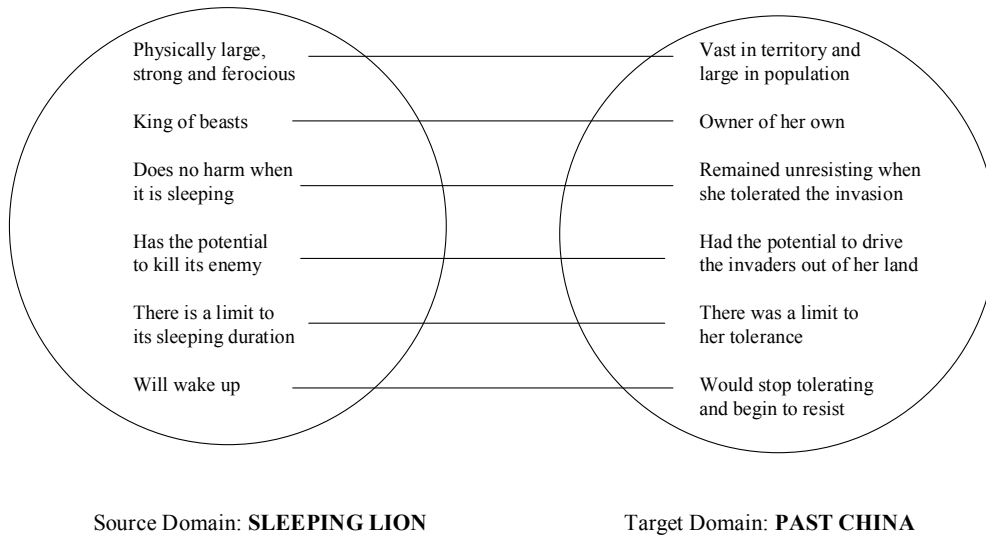 Physically large,
strong and ferocious
Vast in territory and
large in population
King of beasts
Owner of her own
Does no harm when
it is sleeping
Remained unresisting when
she tolerated the invasion
Has the potential
to kill its enemy
Had the potential to drive
the invaders out of her land
There is a limit to
its sleeping duration
There was a limit to
her tolerance
Will wake up
Would stop tolerating
and begin to resist
Source Domain: SLEEPING LION
Target Domain: PAST CHINA